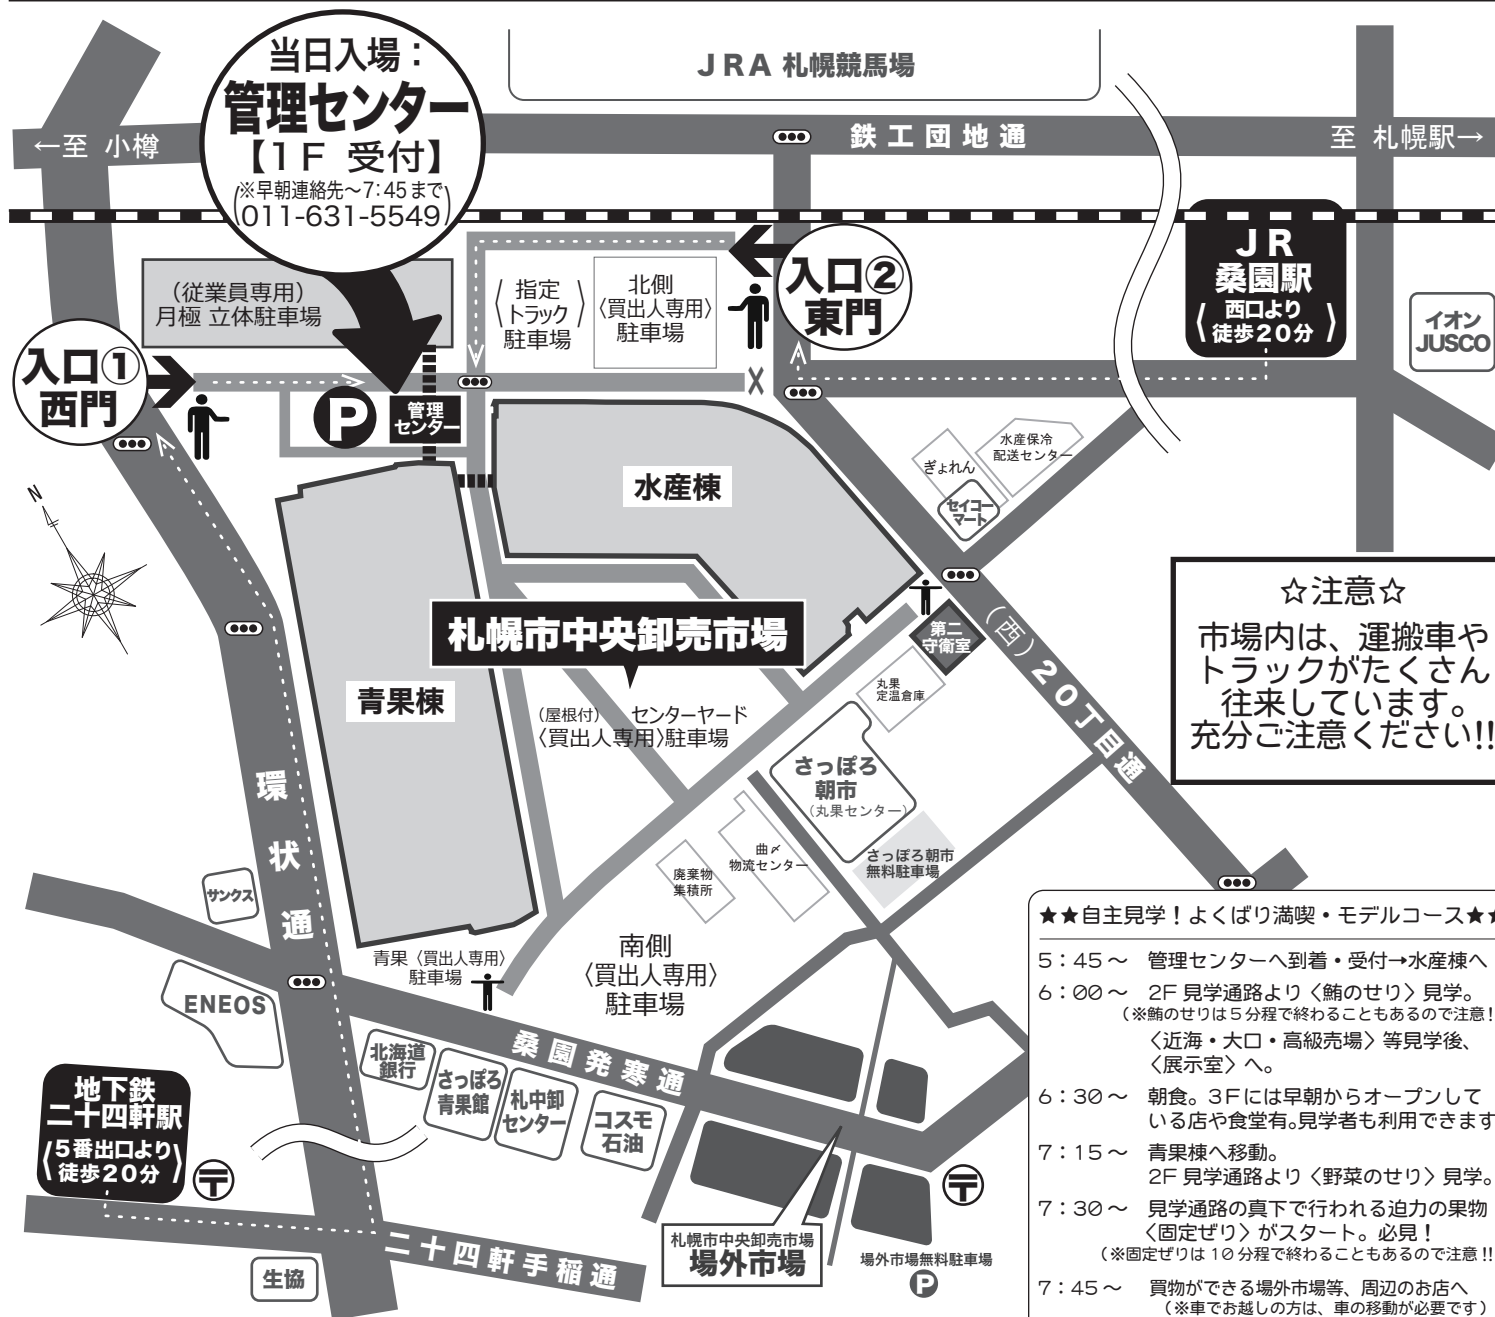 当日入場：
管理センター
【1F 受付】
(※早朝連絡先～7:45まで
011-631-5549)
JRA 札幌競馬場
←至 小樽
鉄工団地通
至 札幌駅→
JR
桑園駅
〈西口より
徒歩20分〉
イオン
JUSCO
(従業員専用)
月極 立体駐車場
〈指定
トラック〉
駐車場
北側
〈買出人専用〉
駐車場
入口②
東門
入口①
西門
P
管理
センター
水産保冷
配送センター
ぎょれん
セイコー
マート
水産棟
N
札幌市中央卸売市場
第二
守衛室
(西)20丁目通
☆注意☆
市場内は、運搬車や
トラックがたくさん
往来しています。
充分ご注意ください!!
青果棟
丸果
定温倉庫
(屋根付) センターヤード
〈買出人専用〉駐車場
さっぽろ
朝市
(丸果センター)
環状通
曲〆
物流センター
さっぽろ朝市
無料駐車場
廃棄物
集積所
サンクス
青果〈買出人専用〉
駐車場
南側
〈買出人専用〉
駐車場
ENEOS
桑園発寒通
北海道
銀行
さっぽろ
青果館
札中卸
センター
コスモ
石油
地下鉄
二十四軒駅
〈5番出口より
徒歩20分〉
〒
〒
二十四軒手稲通
生協
札幌市中央卸売市場
場外市場
場外市場無料駐車場
P
★★自主見学！よくばり満喫・モデルコース★★
5：45～ 管理センターへ到着・受付→水産棟へ
6：00～ 2F 見学通路より〈鮪のせり〉見学。
(※鮪のせりは5分程で終わることもあるので注意!
〈近海・大口・高級売場〉等見学後、
〈展示室〉へ。
6：30～ 朝食。3Fには早朝からオープンして
いる店や食堂有。見学者も利用できます
7：15～ 青果棟へ移動。
2F 見学通路より〈野菜のせり〉見学。
7：30～ 見学通路の真下で行われる迫力の果物
〈固定ぜり〉がスタート。必見！
(※固定ぜりは10分程で終わることもあるので注意!!
7：45～ 買物ができる場外市場等、周辺のお店へ
(※車でお越しの方は、車の移動が必要です)